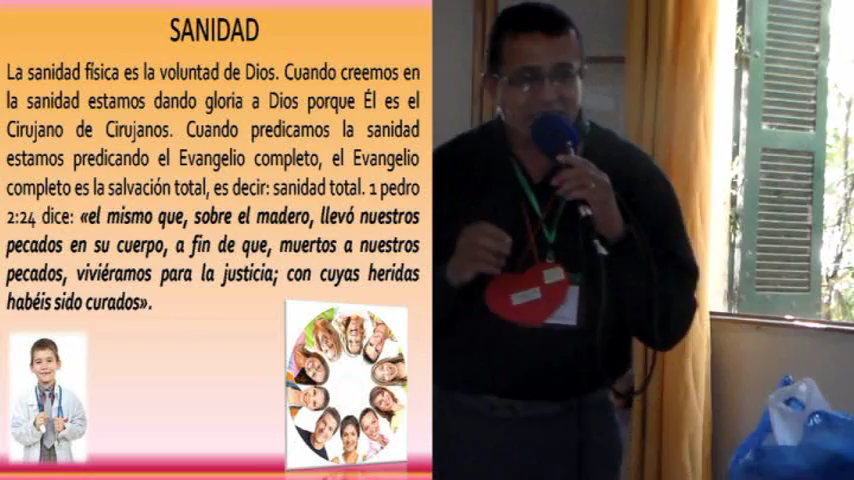 SANIDAD
La sanidad física es la voluntad de Dios. Cuando creemos en
la sanidad estamos dando gloria a Dios porque Él es el
Cirujano de Cirujanos. Cuando predicamos la sanidad
estamos predicando el Evangelio completo, el Evangelio
completo es la salvación total, es decir: sanidad total. 1 pedro
2:24 dice: «el mismo que, sobre el madero, llevó nuestros
pecados en su cuerpo, a fin de que, muertos a nuestros
pecados, viviéramos para la justicia; con cuyas heridas
habéis sido curados».